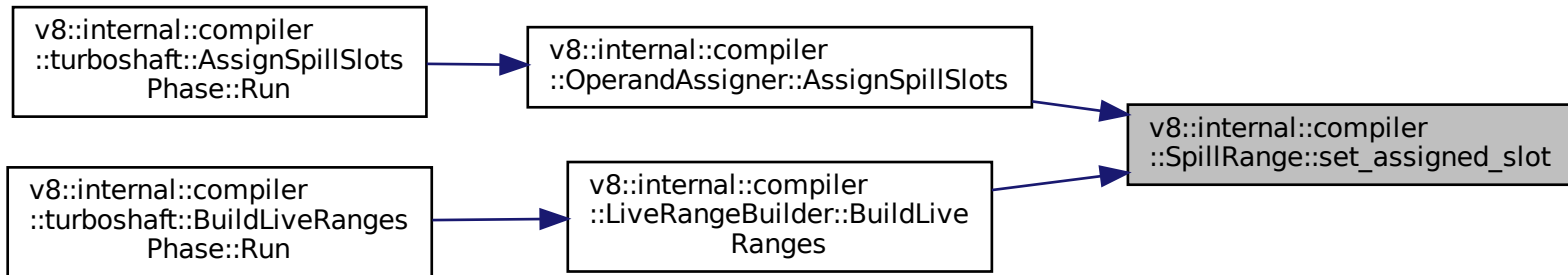 v8::internal::compiler
::turboshaft::AssignSpillSlots
Phase::Run
v8::internal::compiler
::OperandAssigner::AssignSpillSlots
v8::internal::compiler
::SpillRange::set_assigned_slot
v8::internal::compiler
::turboshaft::BuildLiveRanges
Phase::Run
v8::internal::compiler
::LiveRangeBuilder::BuildLive
Ranges